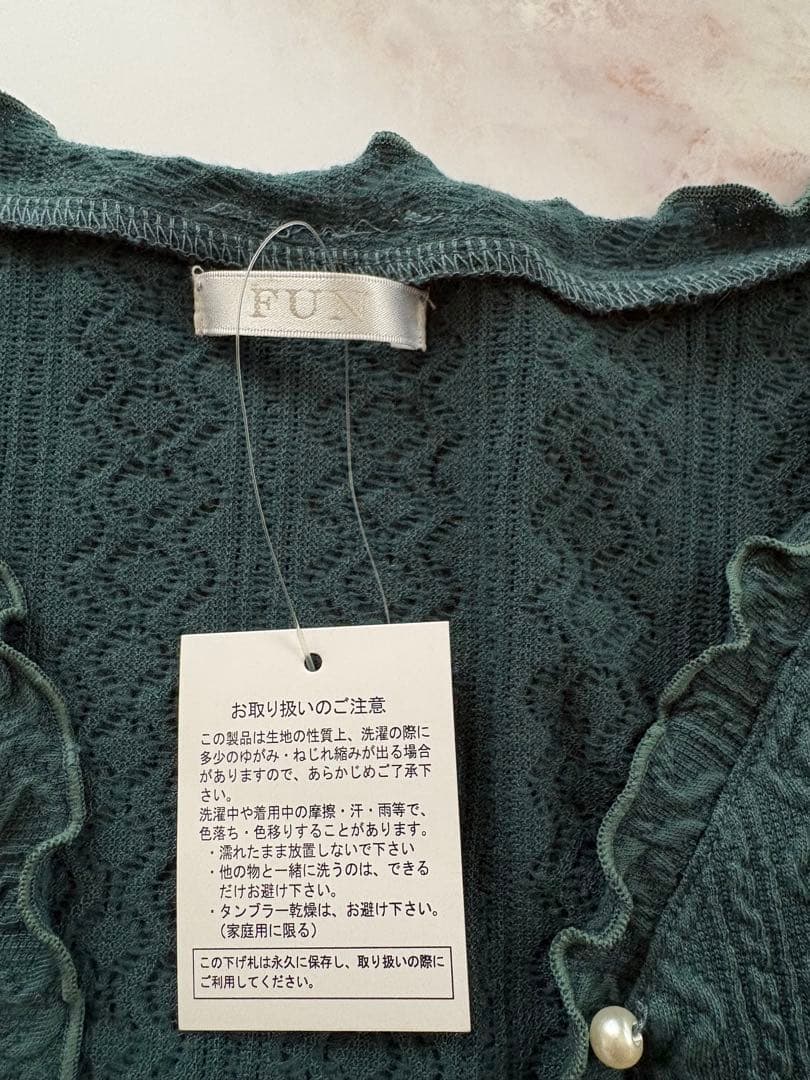 FUN
お取り扱いのご注意
この製品は生地の性質上、洗濯の際に
多少のゆがみ・ねじれ縮みが出る場合
がありますので、あらかじめご了承下
さい。
洗濯中や着用中の摩擦・汗・雨等で、
色落ち・色移りすることがあります。
・濡れたまま放置しないで下さい
・他の物と一緒に洗うのは、できる
だけお避け下さい。
・タンブラー乾燥は、お避け下さい。
（家庭用に限る）
この下げ札は永久に保存し、取り扱いの際に
ご利用してください。